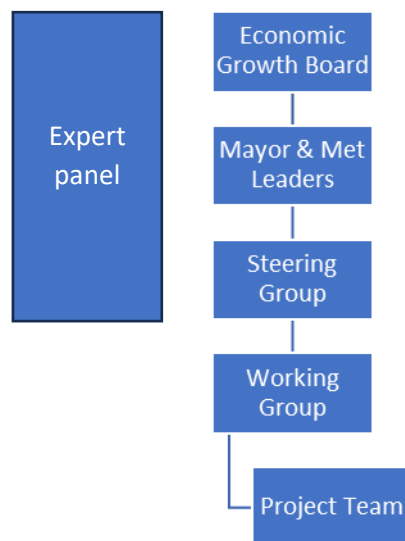 Expert
panel
Economic
Growth Board
Mayor & Met
Leaders
Steering
Group
Working
Group
Project Team